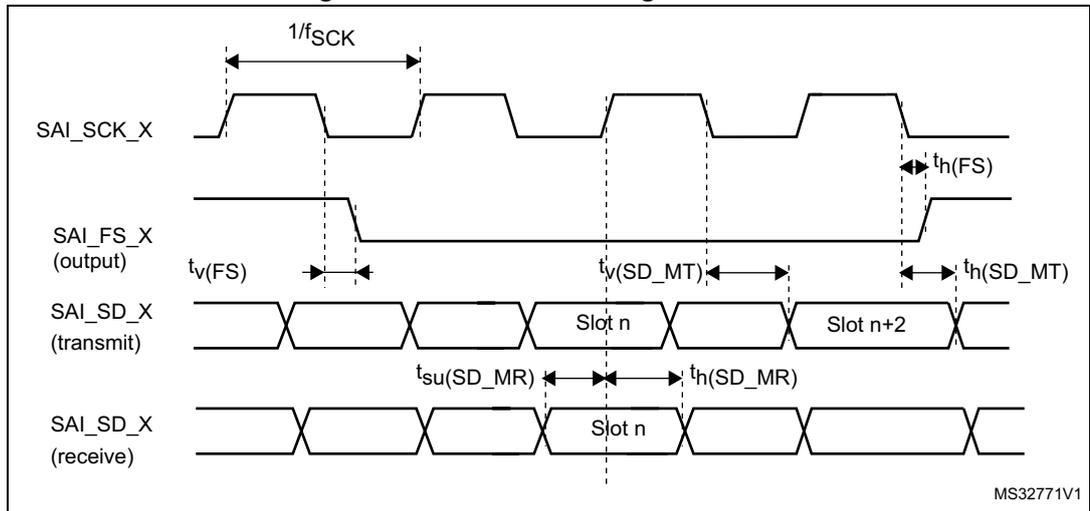 1/fSCK
SAI_SCK_X
th(FS)
SAI_FS_X
(output)
tv(FS)
tv(SD_MT)
th(SD_MT)
SAI_SD_X
(transmit)
Slot n
Slot n+2
tsu(SD_MR)
th(SD_MR)
SAI_SD_X
(receive)
Slot n
MS32771V1